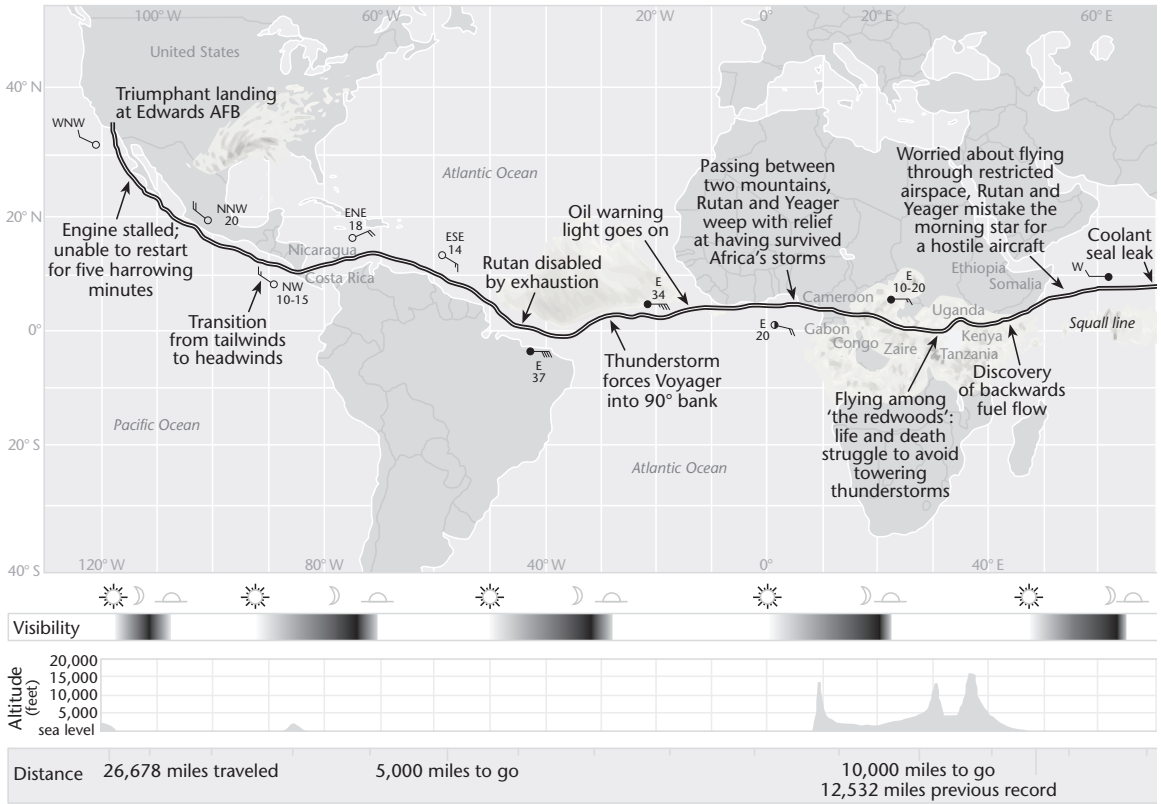 100° W
60° W
20° W
0°
20° E
60° E
United States
40° N
Triumphant landing
at Edwards AFB
WNW
Atlantic Ocean
Passing between
two mountains,
Rutan and Yeager
weep with relief
at having survived
Africa's storms
Worried about flying
through restricted
airspace, Rutan and
Yeager mistake the
morning star for
a hostile aircraft
20° N
NNW
20
ENE
18
ESE
14
Oil warning
light goes on
Engine stalled;
unable to restart
for five harrowing
minutes
Nicaragua
Costa Rica
NW
10-15
Rutan disabled
by exhaustion
E
34
Cameroon
E
10-20
Ethiopia
Somalia
Coolant
seal leak
W
Transition
from tailwinds
to headwinds
0°
E
37
Thunderstorm
forces Voyager
into 90° bank
E
20
Gabon
Congo
Zaire
Uganda
Kenya
Tanzania
Squall line
Discovery
of backwards
fuel flow
Flying among
'the redwoods':
life and death
struggle to avoid
towering
thunderstorms
Pacific Ocean
20° S
Atlantic Ocean
40° S
120° W
80° W
40° W
0°
40° E
Visibility
Altitude
(feet)
20,000
15,000
10,000
5,000
sea level
Distance
26,678 miles traveled
5,000 miles to go
10,000 miles to go
12,532 miles previous record